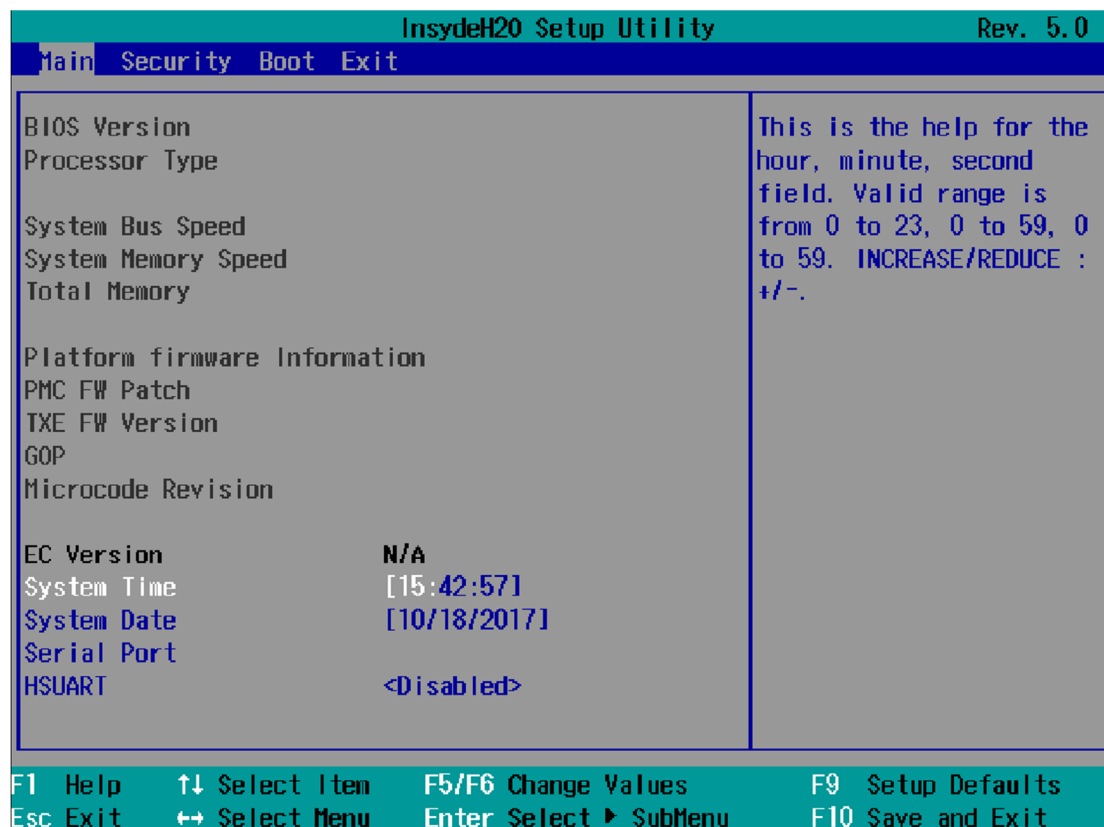 InsydeH20 Setup Utility Rev. 5.0
Main Security Boot Exit
BIOS Version
Processor Type
System Bus Speed
System Memory Speed
Total Memory
Platform firmware Information
PMC FW Patch
TXE FW Version
GOP
Microcode Revision
EC Version N/A
System Time [15:42:57]
System Date [10/18/2017]
Serial Port
HSUART <Disabled>
This is the help for the
hour, minute, second
field. Valid range is
from 0 to 23, 0 to 59, 0
to 59. INCREASE/REDUCE :
+/-.
F1 Help ↑↓ Select Item F5/F6 Change Values F9 Setup Defaults
Esc Exit ↔ Select Menu Enter Select ▶ SubMenu F10 Save and Exit